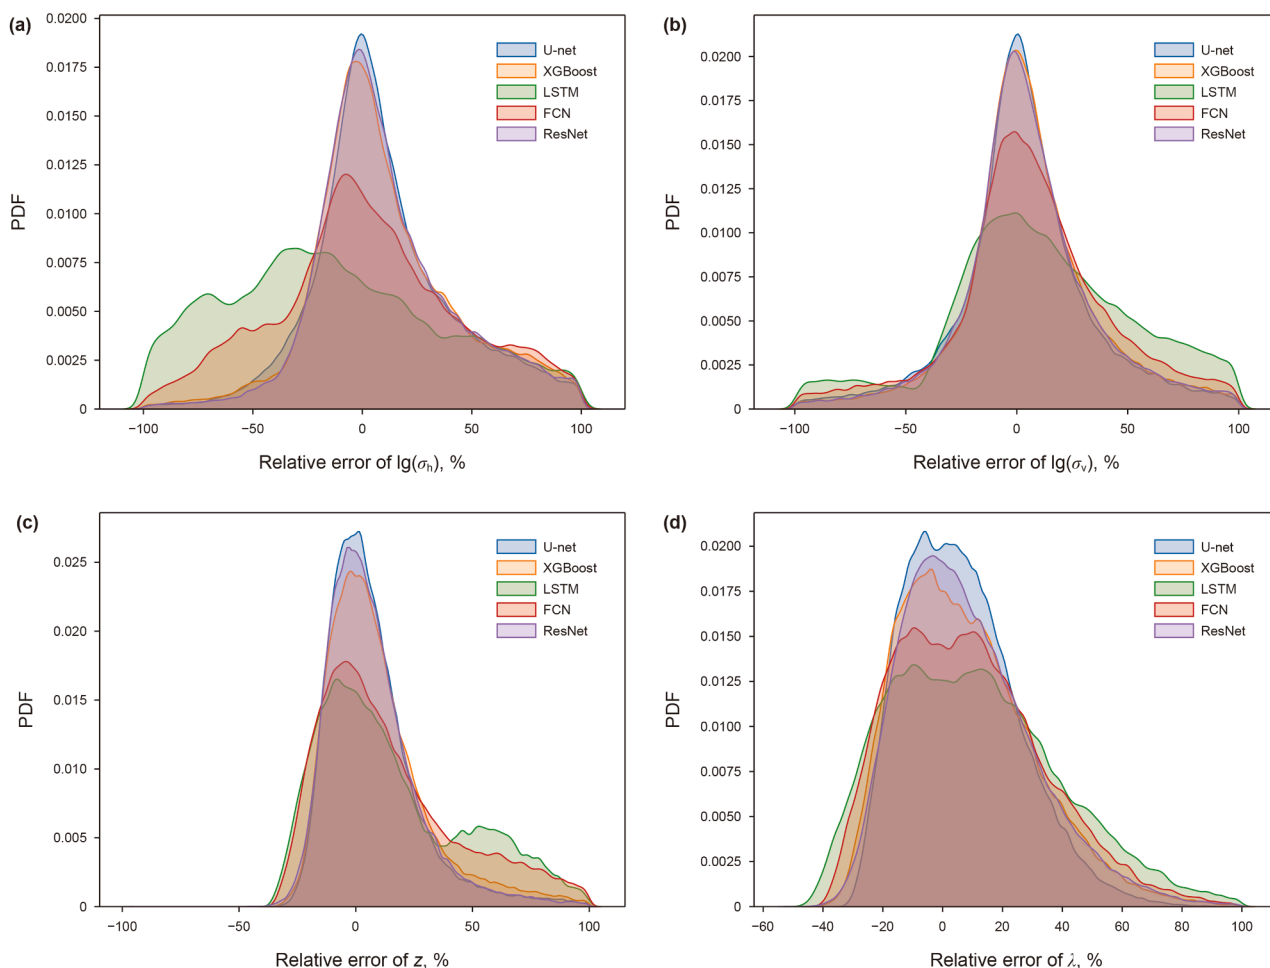 (a)
0.0200
0.0175
0.0150
0.0125
0.0100
0.0075
0.0050
0.0025
0
PDF
U-net
XGBoost
LSTM
FCN
ResNet
−100
−50
0
50
100
Relative error of lg(σh), %
(b)
0.0200
0.0175
0.0150
0.0125
0.0100
0.0075
0.0050
0.0025
0
PDF
U-net
XGBoost
LSTM
FCN
ResNet
−100
−50
0
50
100
Relative error of lg(σv), %
(c)
0.025
0.020
0.015
0.010
0.005
0
PDF
U-net
XGBoost
LSTM
FCN
ResNet
−100
−50
0
50
100
Relative error of z, %
(d)
0.0200
0.0175
0.0150
0.0125
0.0100
0.0075
0.0050
0.0025
0
PDF
U-net
XGBoost
LSTM
FCN
ResNet
−60
−40
−20
0
20
40
60
80
100
Relative error of λ, %